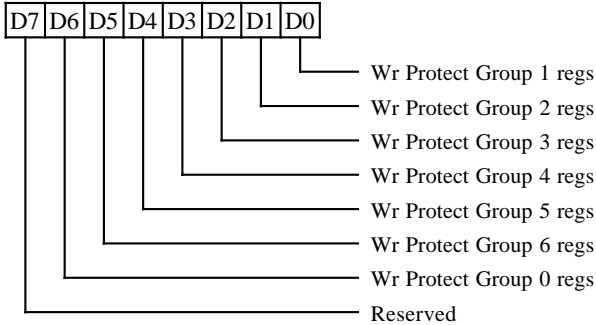 D7 D6 D5 D4 D3 D2 D1 D0
Wr Protect Group 1 regs
Wr Protect Group 2 regs
Wr Protect Group 3 regs
Wr Protect Group 4 regs
Wr Protect Group 5 regs
Wr Protect Group 6 regs
Wr Protect Group 0 regs
Reserved